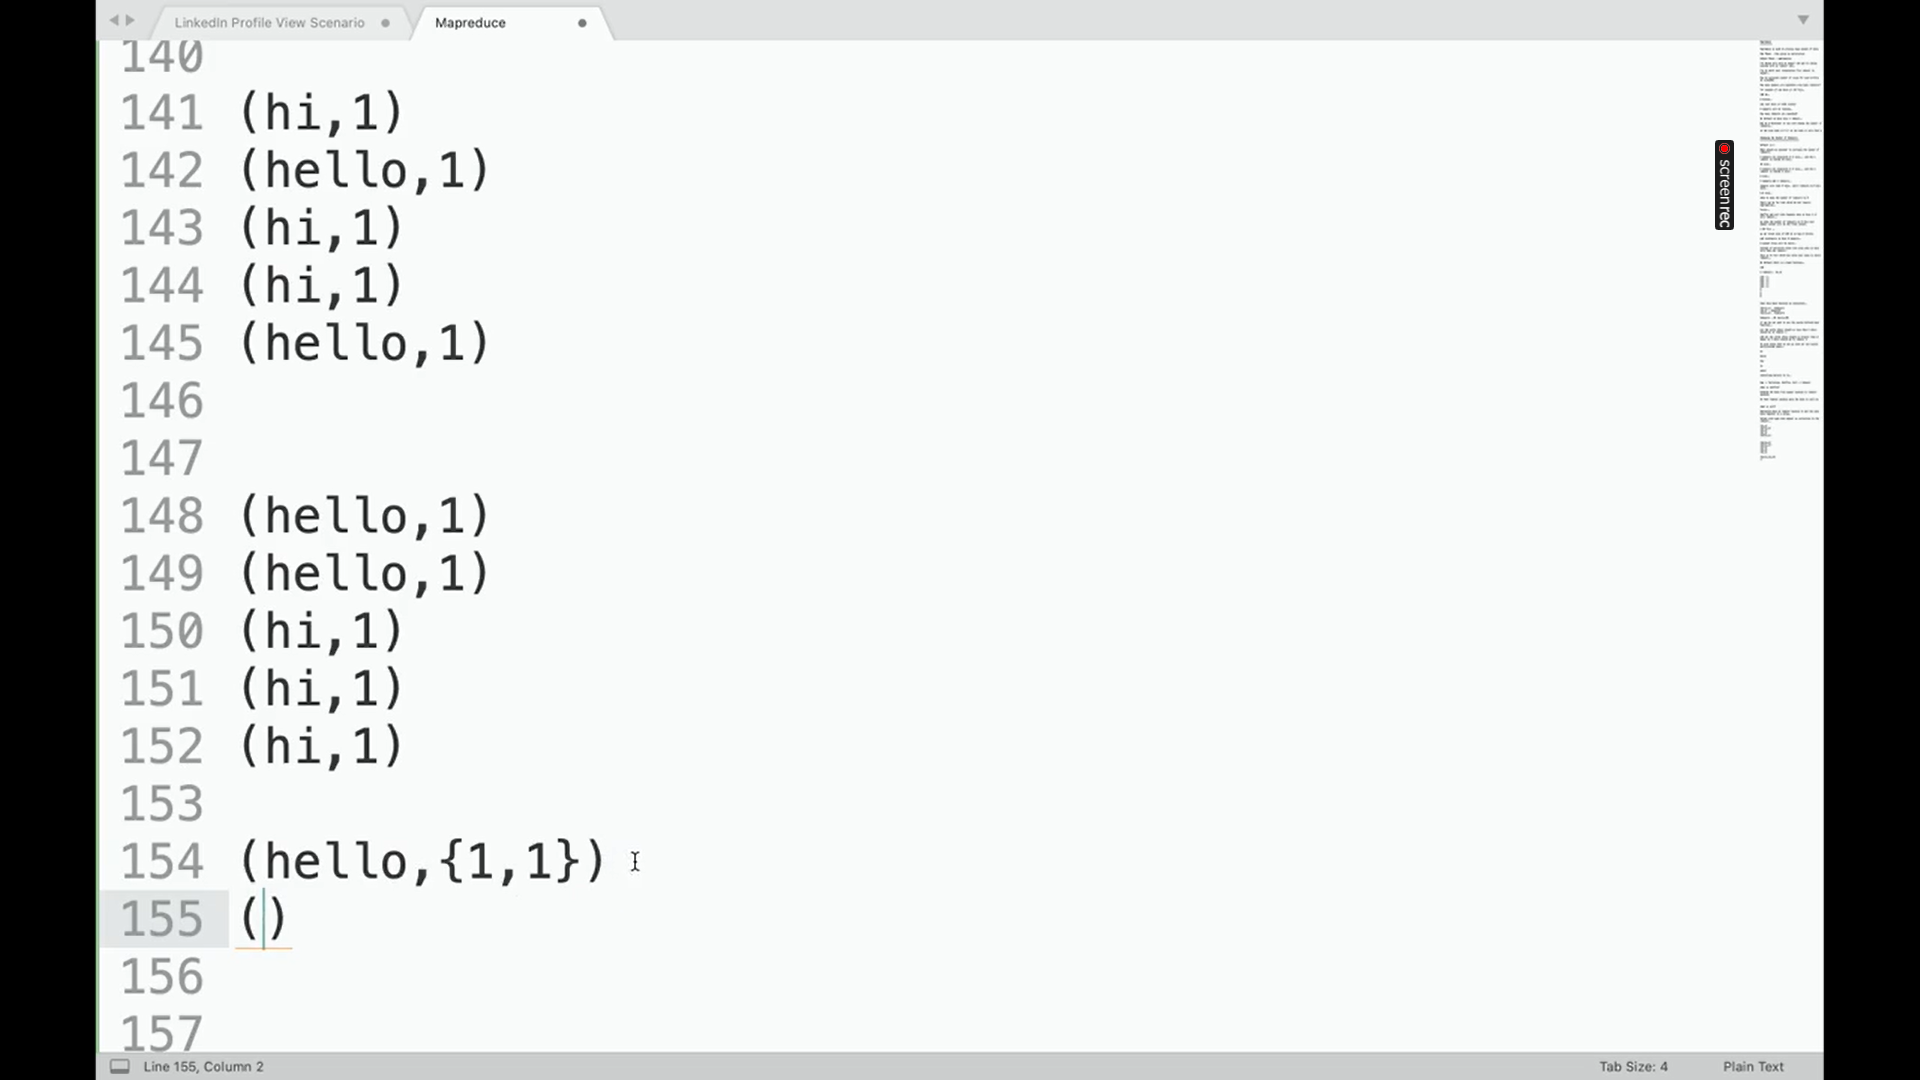 LinkedIn Profile View Scenario
Mapreduce
140
141 (hi,1)
142 (hello,1)
143 (hi,1)
144 (hi,1)
145 (hello,1)
146
147
148 (hello,1)
149 (hello,1)
150 (hi,1)
151 (hi,1)
152 (hi,1)
153
154 (hello,{1,1})
155 ()
156
157
screenrec
Line 155, Column 2
Tab Size: 4
Plain Text